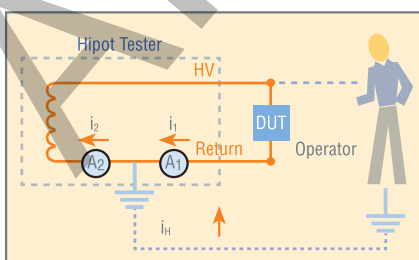 Hipot Tester
HV
i₂
i₁
DUT
A₂
A₁
Return
Operator
iH